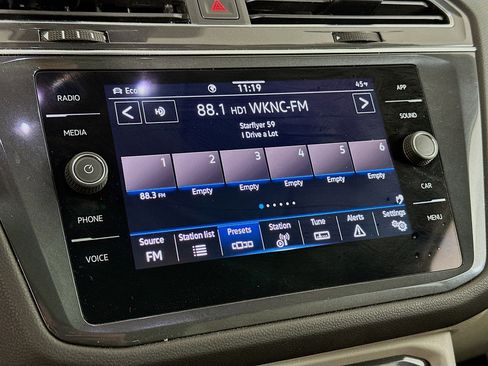 RADIO
MEDIA
PHONE
VOICE
11:19
45°F
88.1 HD1 WKNC-FM
Starflyer 59
I Drive a Lot
1 2 3 4 5 6
88.3 FM Empty Empty Empty Empty Empty
Source Station list Presets Station Tune Alerts Settings
FM
APP
SOUND
CAR
MENU